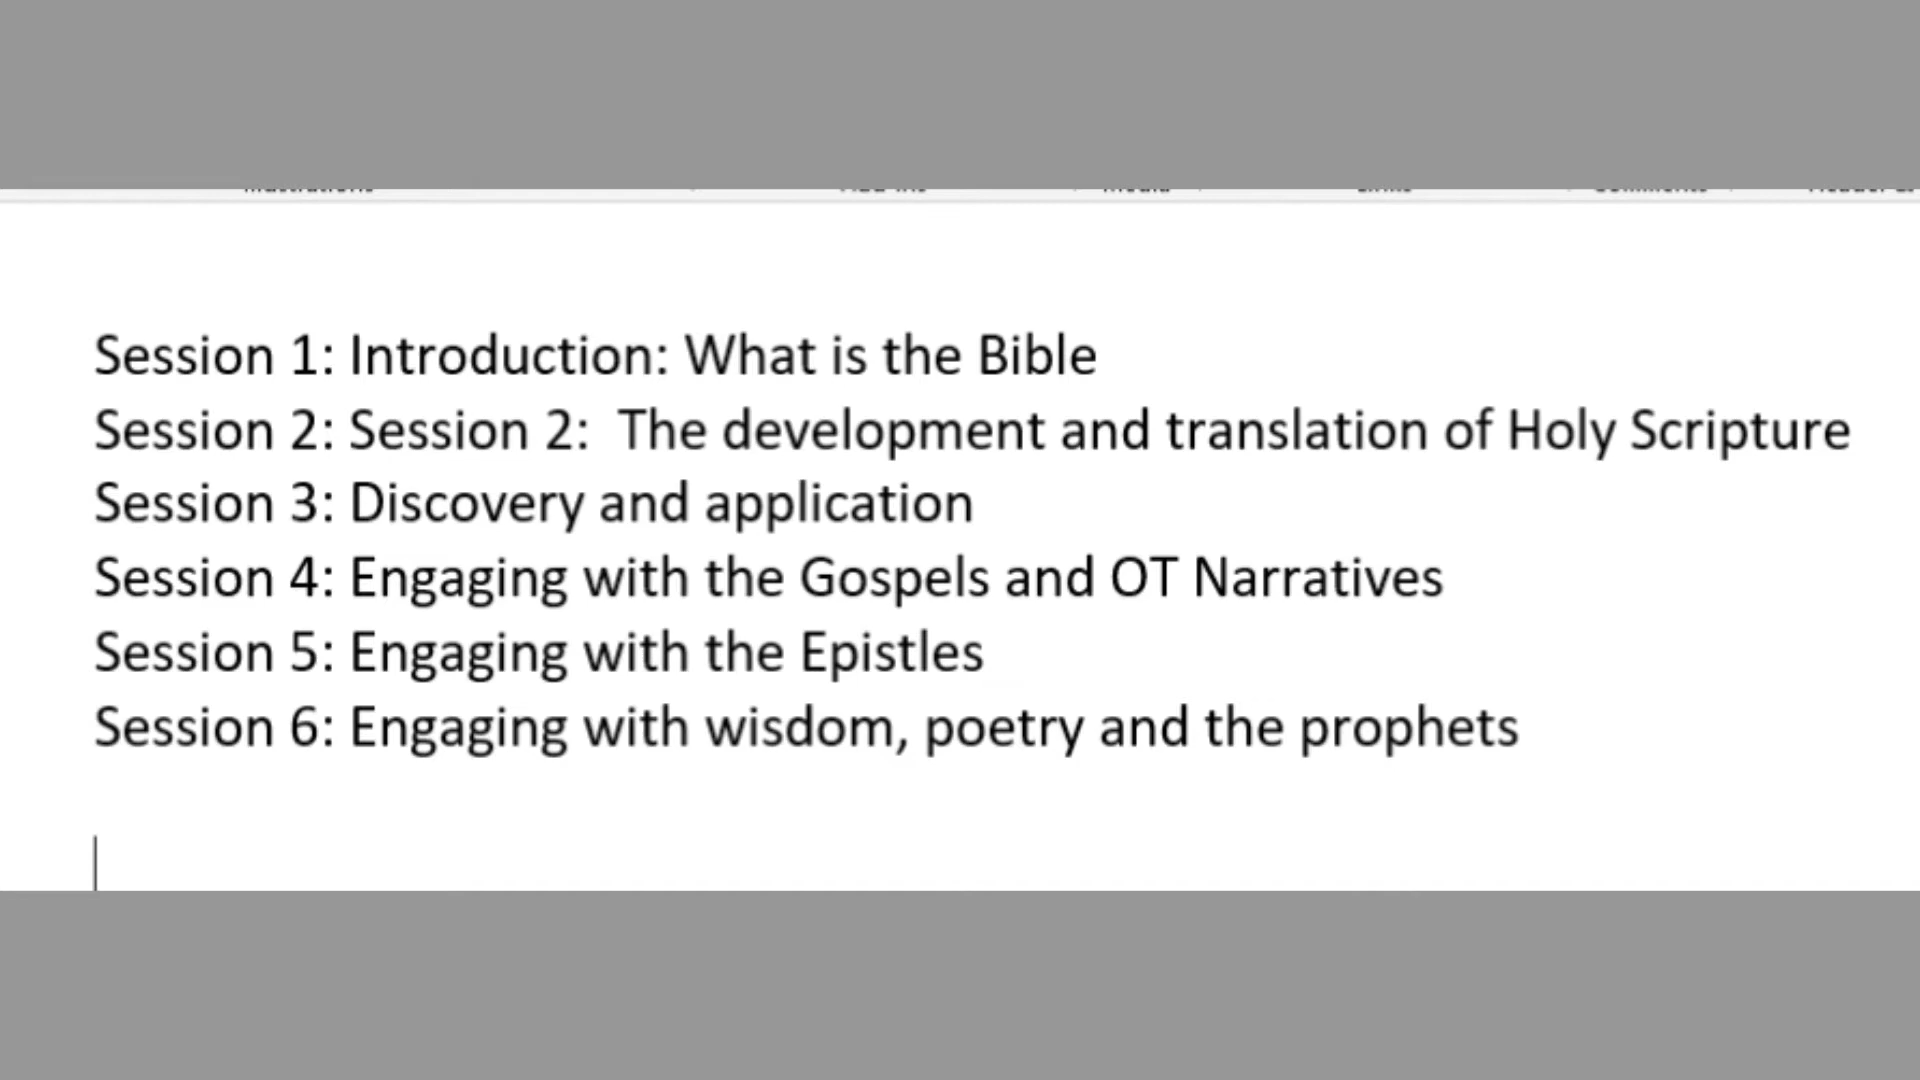 Session 1: Introduction: What is the Bible
Session 2: Session 2:  The development and translation of Holy Scripture
Session 3: Discovery and application
Session 4: Engaging with the Gospels and OT Narratives
Session 5: Engaging with the Epistles
Session 6: Engaging with wisdom, poetry and the prophets